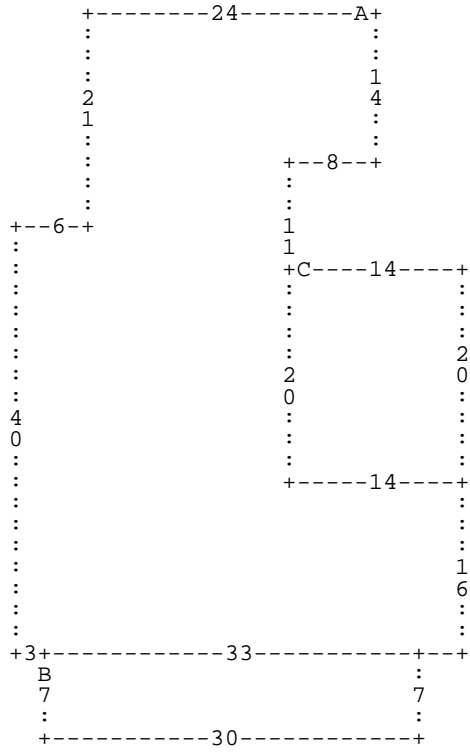 +--------24--------A+
     :                   :
     :                   :
     :                   1
     2                   4
     1                   :
     :                   :
     :             +--8--+
     :             :
     :             :
+--6-+             1
:                  1
:                  +C----14----+
:                  :           :
:                  :           :
:                  :           :
:                  :           2
:                  2           0
:                  0           :
4                  :           :
0                  :           :
:                  :           :
:                  +-----14----+
:                              :
:                              :
:                              :
:                              1
:                              6
:                              :
:                              :
+3+------------33-----------+--+
  B                         :
  7                         7
  :                         :
  +-----------30------------+